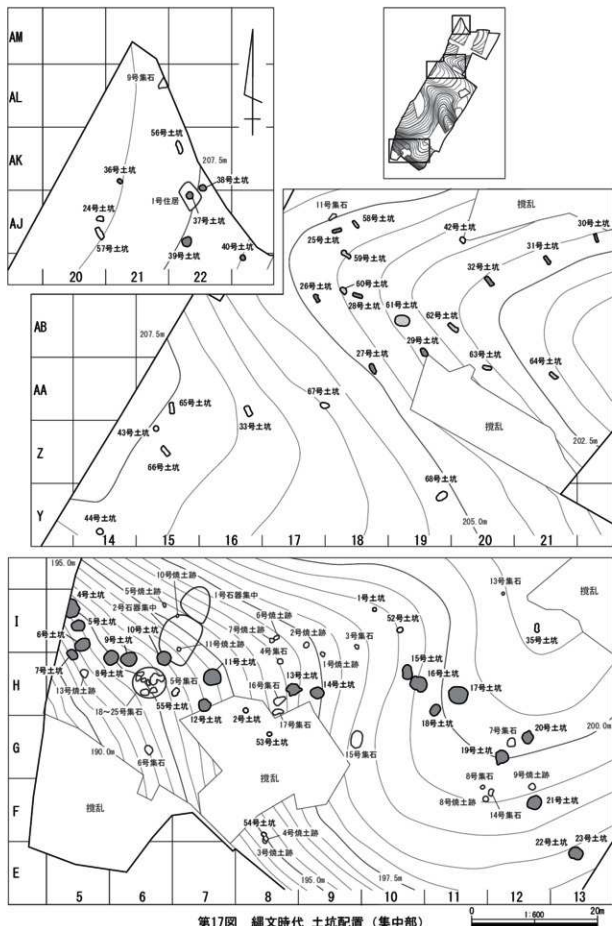 AM
AL
AK
AJ
9号集石
56号土坑
207.5m
36号土坑
38号土坑
1号住居
24号土坑
37号土坑
57号土坑
39号土坑
40号土坑
20 21 22
11号集石
58号土坑
撹乱
42号土坑
30号土坑
25号土坑
31号土坑
59号土坑
32号土坑
26号土坑
60号土坑
61号土坑
28号土坑
62号土坑
AB
207.5m
29号土坑
27号土坑
63号土坑
64号土坑
AA
67号土坑
65号土坑
43号土坑
33号土坑
撹乱
Z
66号土坑
202.5m
68号土坑
Y
44号土坑
205.0m
14 15 16 17 18 19 20 21
195.0m
10号焼土跡
5号焼土跡
1号石器集中
13号集石
4号土坑
2号石器集中
1号土坑
撹乱
I
5号土坑
6号焼土跡
52号土坑
6号土坑
9号土坑
10号土坑
7号焼土跡
2号焼土跡
3号集石
35号土坑
11号焼土跡
4号集石
1号焼土跡
15号土坑
7号土坑
8号土坑
11号土坑
16号土坑
13号土坑
17号土坑
H
13号焼土跡
5号集石
16号集石
14号土坑
18～25号集石
55号土坑
18号土坑
12号土坑
2号土坑
17号集石
7号集石
20号土坑
200.0m
190.0m
53号土坑
19号土坑
G
6号集石
15号集石
撹乱
8号集石
9号焼土跡
撹乱
8号焼土跡
14号集石
21号土坑
F
54号土坑
4号焼土跡
22号土坑
23号土坑
3号焼土跡
E
195.0m
197.5m
5 6 7 8 9 10 11 12 13
第17図 縄文時代 土坑配置（集中部）
0 1:600 20m